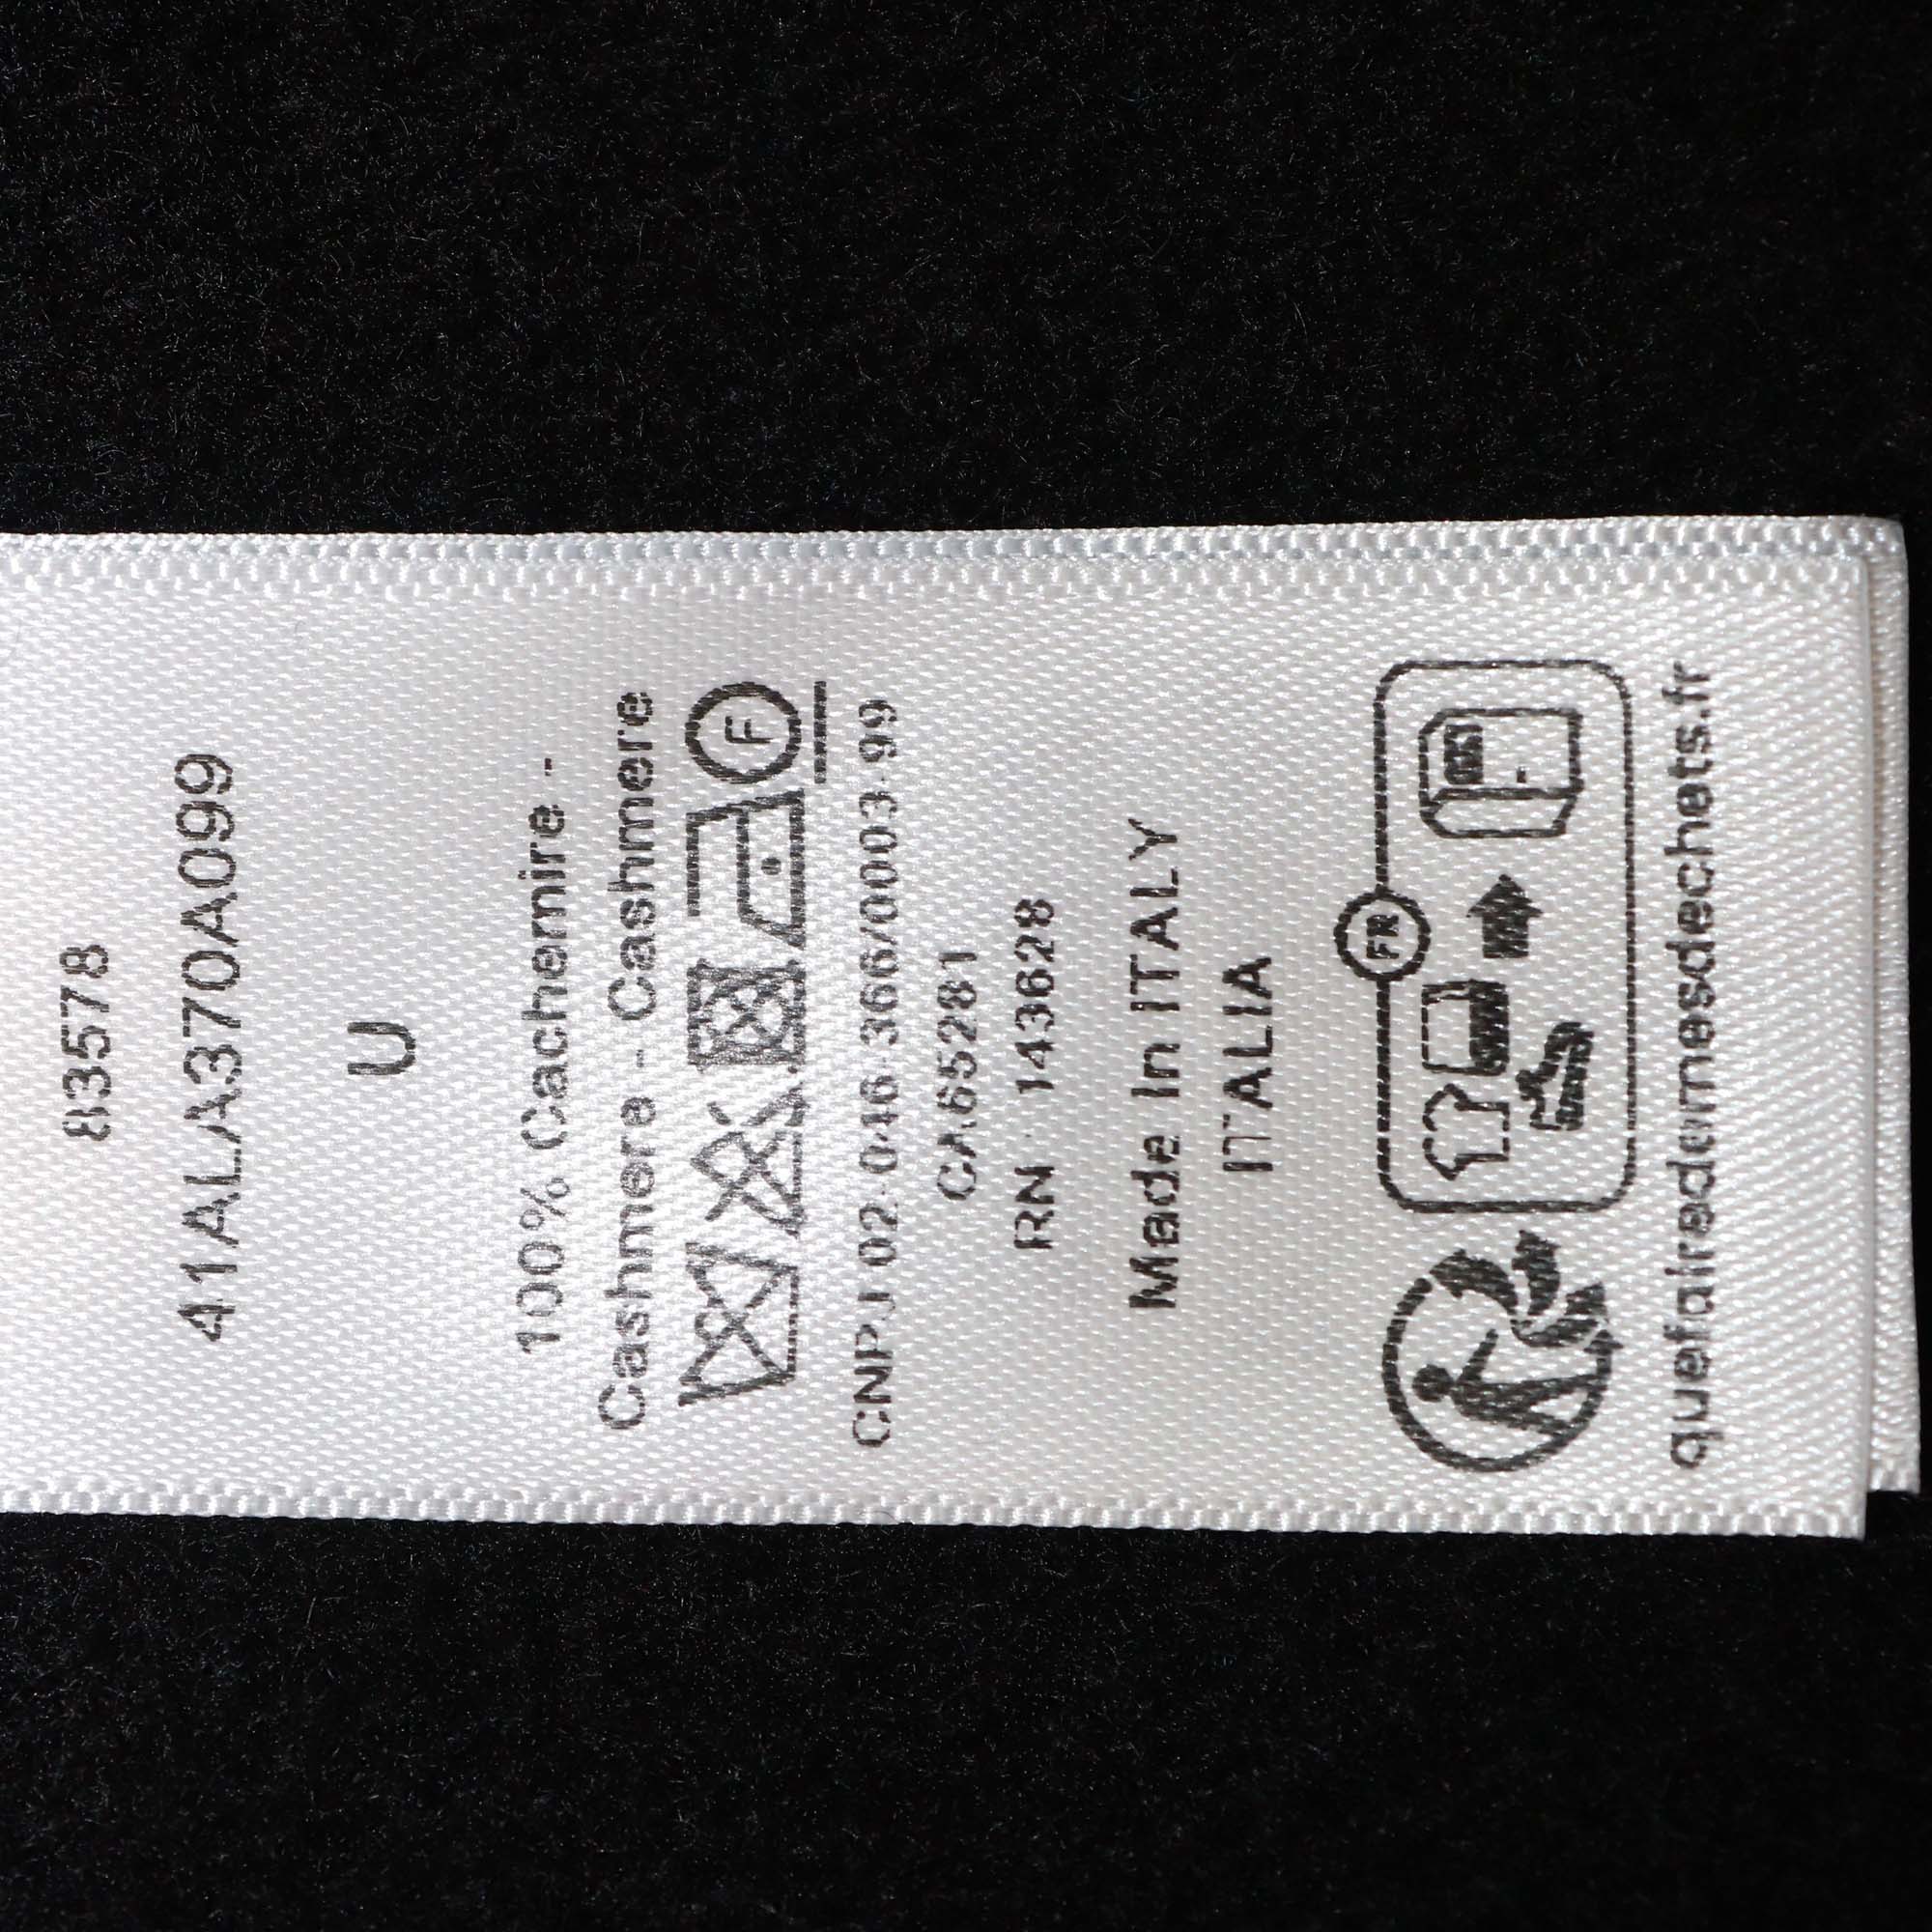 83578
41ALA370A099
U
100% Cachemire -
Cashmere - Cashmere
F
CNPJ 02.046.366/0003-99
CA65281
RN 143628
Made In ITALY
ITALIA
FR
quefairedemesdechets.fr